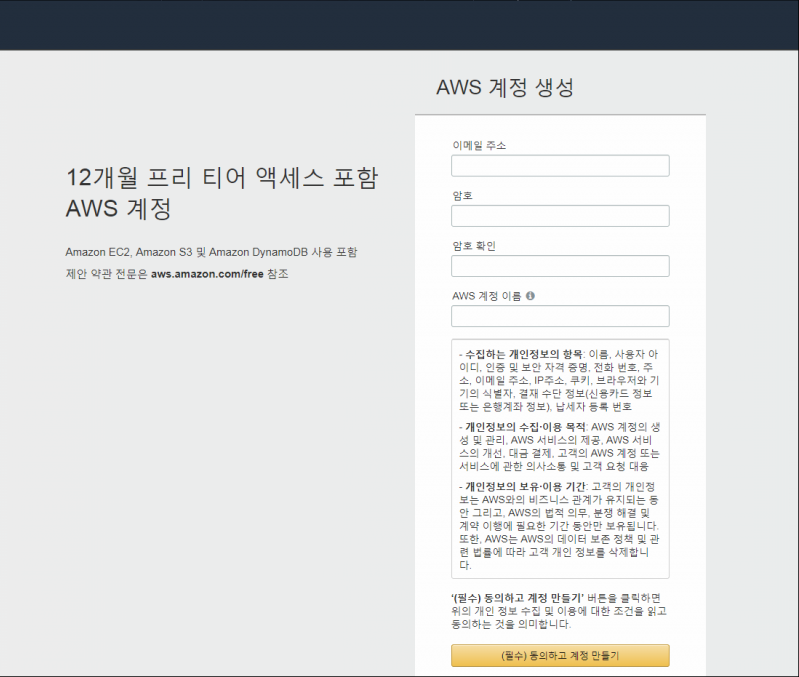 AWS 계정 생성
12개월 프리 티어 액세스 포함
AWS 계정
Amazon EC2, Amazon S3 및 Amazon DynamoDB 사용 포함
제안 약관 전문은 aws.amazon.com/free 참조
이메일 주소
암호
암호 확인
AWS 계정 이름
- 수집하는 개인정보의 항목: 이름, 사용자 아
이디, 인증 및 보안 자격 증명, 전화 번호, 주
소, 이메일 주소, IP주소, 쿠키, 브라우저와 기
기의 식별자, 결재 수단 정보(신용카드 정보
또는 은행계좌 정보), 납세자 등록 번호
- 개인정보의 수집·이용 목적: AWS 계정의 생
성 및 관리, AWS 서비스의 제공, AWS 서비
스의 개선, 대금 결제, 고객의 AWS 계정 또는
서비스에 관한 의사소통 및 고객 요청 대응
- 개인정보의 보유·이용 기간: 고객의 개인정
보는 AWS와의 비즈니스 관계가 유지되는 동
안 그리고, AWS의 법적 의무, 분쟁 해결 및
계약 이행에 필요한 기간 동안만 보유됩니다.
또한, AWS는 AWS의 데이터 보존 정책 및 관
련 법률에 따라 고객 개인 정보를 삭제합니
다.
'(필수) 동의하고 계정 만들기' 버튼을 클릭하면
위의 개인 정보 수집 및 이용에 대한 조건을 읽고
동의하는 것을 의미합니다.
(필수) 동의하고 계정 만들기